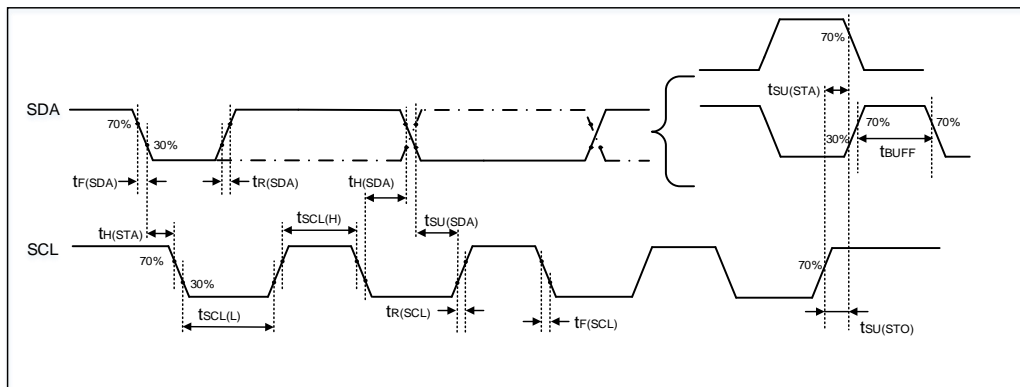 70%
tSU(STA)
SDA
70%
30%
30%
70%
70%
tBUFF
tF(SDA)
tR(SDA)
tH(SDA)
tH(STA)
tSCL(H)
tSU(SDA)
SCL
70%
30%
70%
tSCL(L)
tR(SCL)
tF(SCL)
tSU(STO)